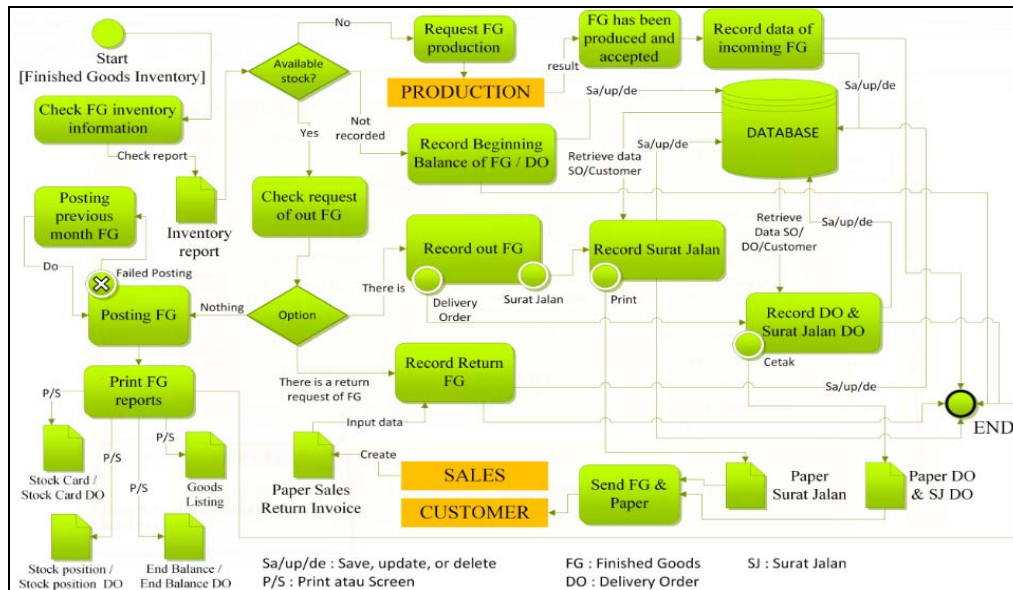 Start
[Finished Goods Inventory]
Check FG inventory
information
Check report
Inventory
report
Available
stock?
No
Request FG
production
PRODUCTION
result
FG has been
produced and
accepted
Record data of
incoming FG
Sa/up/de
Sa/up/de
Not
recorded
Record Beginning
Balance of FG / DO
Sa/up/de
DATABASE
Yes
Check request
of out FG
Retrieve data
SO/Customer
Retrieve
Data SO/
DO/Customer
Sa/up/de
Posting
previous
month FG
Do
Failed Posting
Posting FG
Nothing
Option
There is
Record out FG
Delivery
Order
Surat Jalan
Record Surat Jalan
Print
Record DO &
Surat Jalan DO
Cetak
There is a return
request of FG
Record Return
FG
Sa/up/de
END
Print FG
reports
P/S
P/S
P/S
P/S
Stock Card /
Stock Card DO
Goods
Listing
Stock position /
Stock position DO
End Balance /
End Balance DO
Input data
Paper Sales
Return Invoice
Create
SALES
CUSTOMER
Send FG &
Paper
Paper
Surat Jalan
Paper DO
& SJ DO
Sa/up/de : Save, update, or delete
P/S : Print atau Screen
FG : Finished Goods
DO : Delivery Order
SJ : Surat Jalan